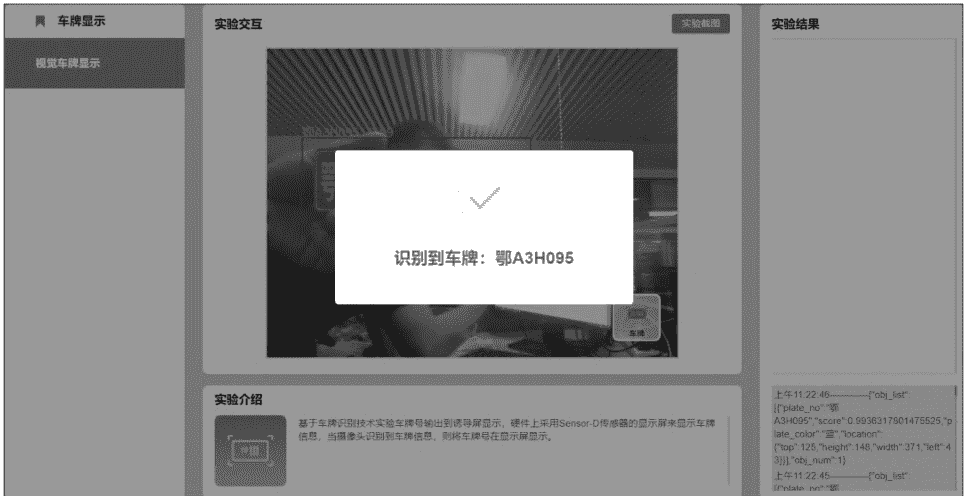 车牌显示
视觉车牌显示
实验交互
实验截图
识别到车牌：鄂A3H095
车牌
实验介绍
基于车牌识别技术实验车牌号输出到诱导屏显示，硬件上采用Sensor-D传感器的显示屏来显示车牌
信息，当摄像头识别到车牌信息，则将车牌号在显示屏显示。
实验结果
上午11:22:46------------{"obj_list":
[{"plate_no":"鄂
A3H095","score":0.9936317801475525,"p
late_color":"蓝","location":
{"top":125,"height":148,"width":371,"left":4
3}}],"obj_num":1}
上午11:22:45------------{"obj_list":
[{"plate_no":"鄂